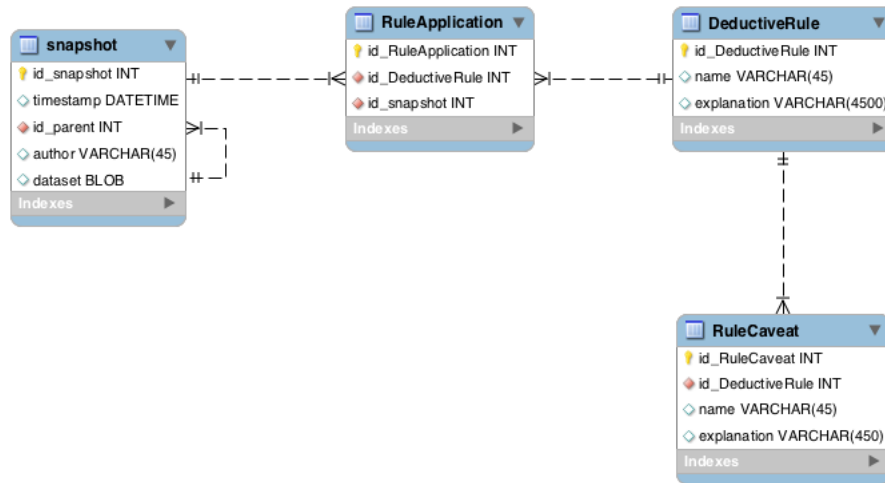 snapshot
id_snapshot INT
timestamp DATETIME
id_parent INT
author VARCHAR(45)
dataset BLOB
Indexes
RuleApplication
id_RuleApplication INT
id_DeductiveRule INT
id_snapshot INT
Indexes
DeductiveRule
id_DeductiveRule INT
name VARCHAR(45)
explanation VARCHAR(4500)
Indexes
RuleCaveat
id_RuleCaveat INT
id_DeductiveRule INT
name VARCHAR(45)
explanation VARCHAR(450)
Indexes